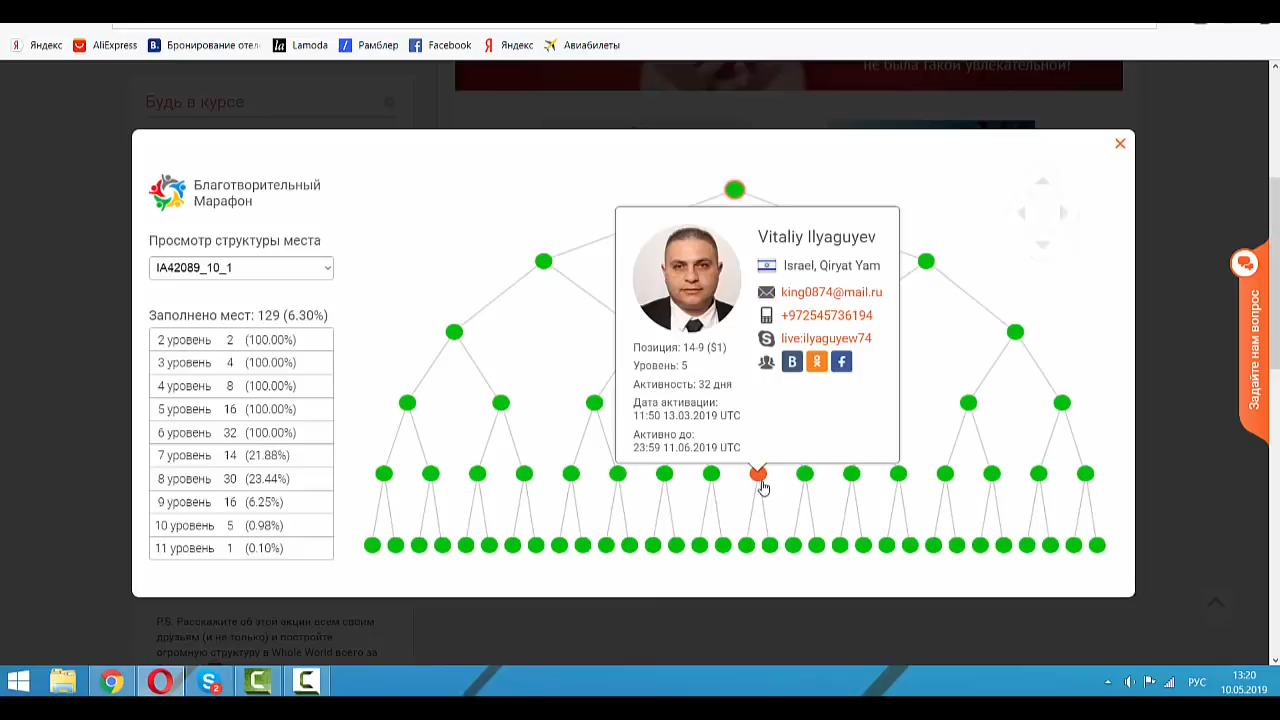 Яндекс
AliExpress
Бронирование отел
Lamoda
Рамблер
Facebook
Яндекс
Авиабилеты
не была такой увлекательной!
Будь в курсе
Благотворительный
Марафон
Просмотр структуры места
IA42089_10_1
Заполнено мест: 129 (6.30%)
2 уровень 2 (100.00%)
3 уровень 4 (100.00%)
4 уровень 8 (100.00%)
5 уровень 16 (100.00%)
6 уровень 32 (100.00%)
7 уровень 14 (21.88%)
8 уровень 30 (23.44%)
9 уровень 16 (6.25%)
10 уровень 5 (0.98%)
11 уровень 1 (0.10%)
Vitaliy Ilyaguyev
Israel, Qiryat Yam
king0874@mail.ru
+972545736194
live:ilyaguyew74
Позиция: 14-9 ($1)
Уровень: 5
Активность: 32 дня
Дата активации:
11:50 13.03.2019 UTC
Активно до:
23:59 11.06.2019 UTC
Задайте нам вопрос
P.S. Расскажите об этой акции всем своим
друзьям (и не только) и постройте
огромную структуру в Whole World всего за
2
РУС
13:20
10.05.2019